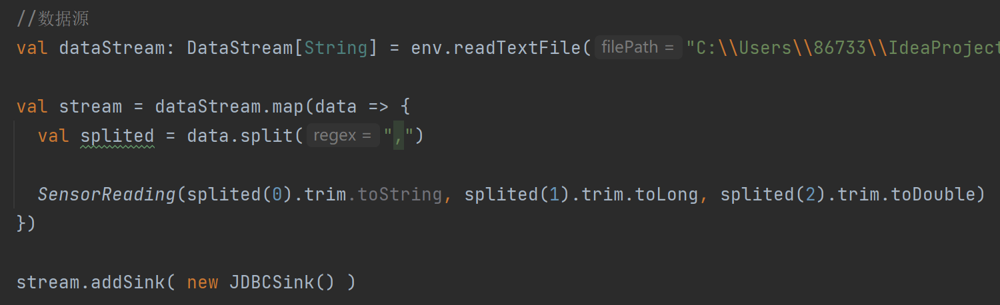 //数据源
val dataStream: DataStream[String] = env.readTextFile( filePath = "C:\\Users\\86733\\IdeaProject
val stream = dataStream.map(data => {
val splited = data.split( regex = ",")
SensorReading(splited(0).trim.toString, splited(1).trim.toLong, splited(2).trim.toDouble)
})
stream.addSink( new JDBCSink() )